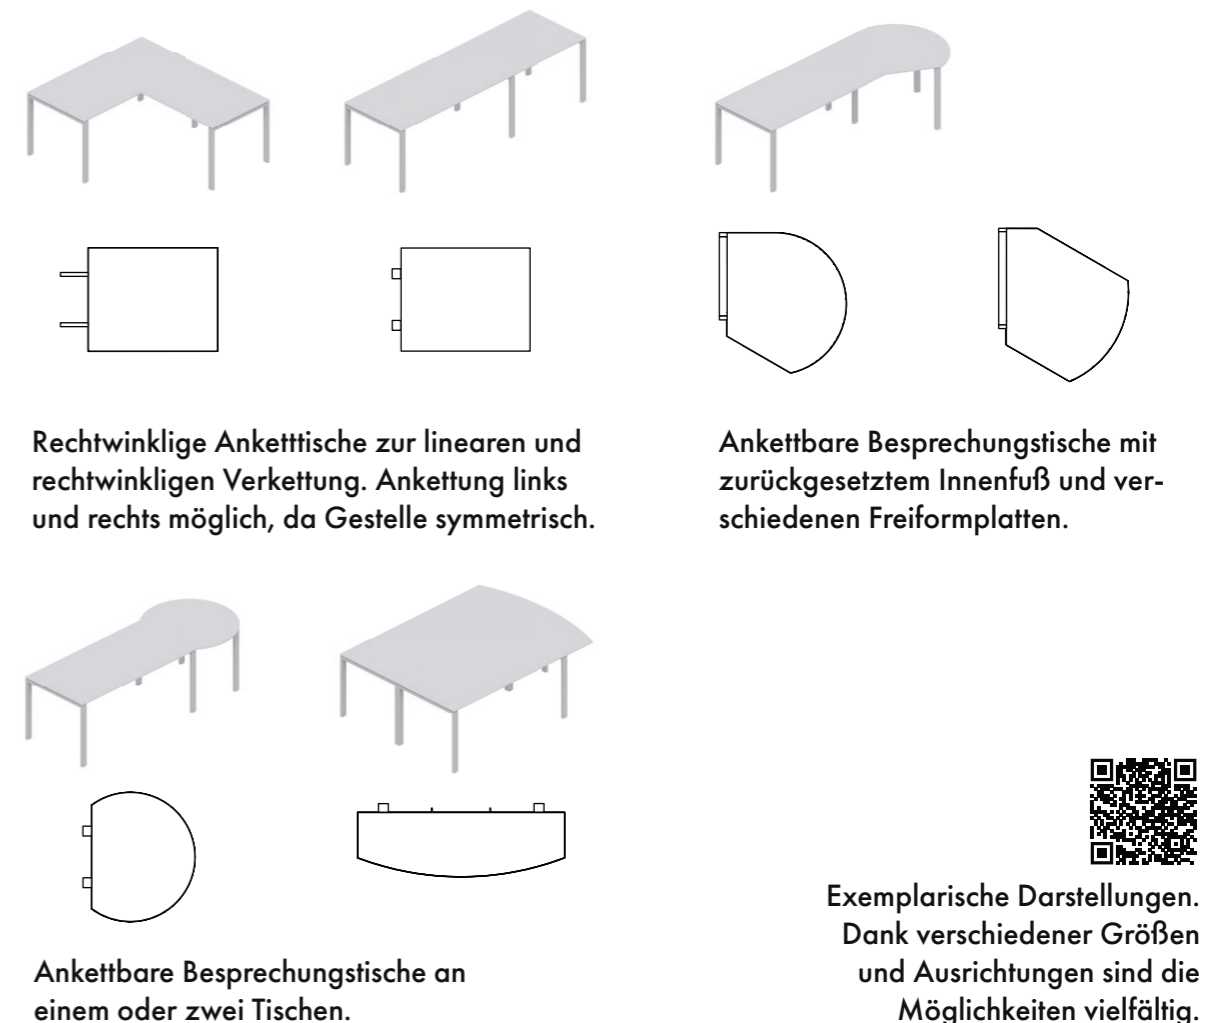 Rechtwinklige Anketttische zur linearen und
rechtwinkligen Verkettung. Ankettung links
und rechts möglich, da Gestelle symmetrisch.
Ankettbare Besprechungstische mit
zurückgesetztem Innenfuß und ver-
schiedenen Freiformplatten.
Ankettbare Besprechungstische an
einem oder zwei Tischen.
Exemplarische Darstellungen.
Dank verschiedener Größen
und Ausrichtungen sind die
Möglichkeiten vielfältig.